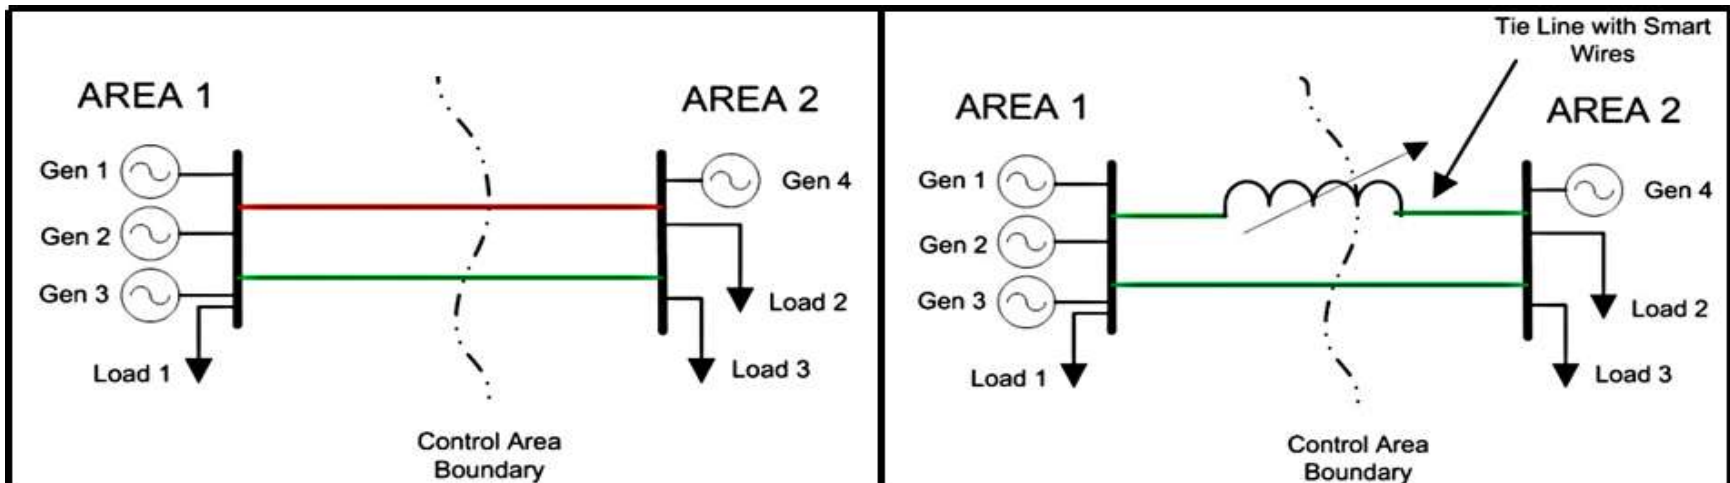 AREA 1
AREA 2
Gen 1
Gen 2
Gen 3
Gen 4
Load 1
Load 2
Load 3
Control Area
Boundary
Tie Line with Smart
Wires
AREA 1
AREA 2
Gen 1
Gen 2
Gen 3
Gen 4
Load 1
Load 2
Load 3
Control Area
Boundary